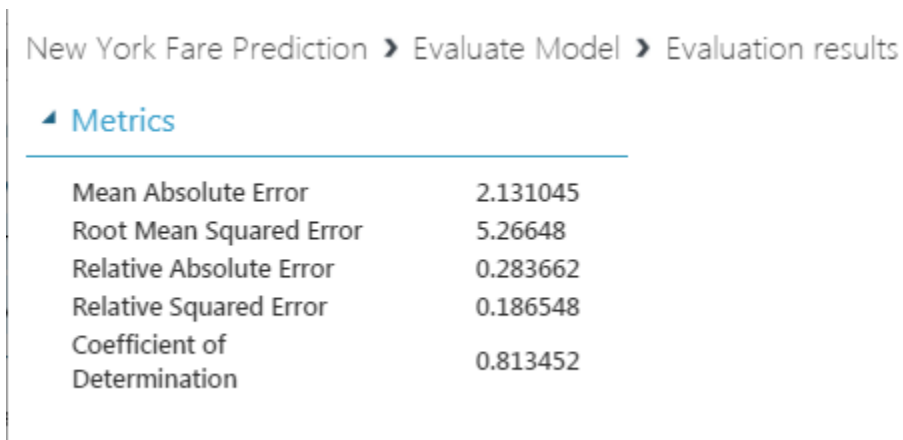 New York Fare Prediction › Evaluate Model › Evaluation results
Metrics
Mean Absolute Error 2.131045
Root Mean Squared Error 5.26648
Relative Absolute Error 0.283662
Relative Squared Error 0.186548
Coefficient of
Determination 0.813452